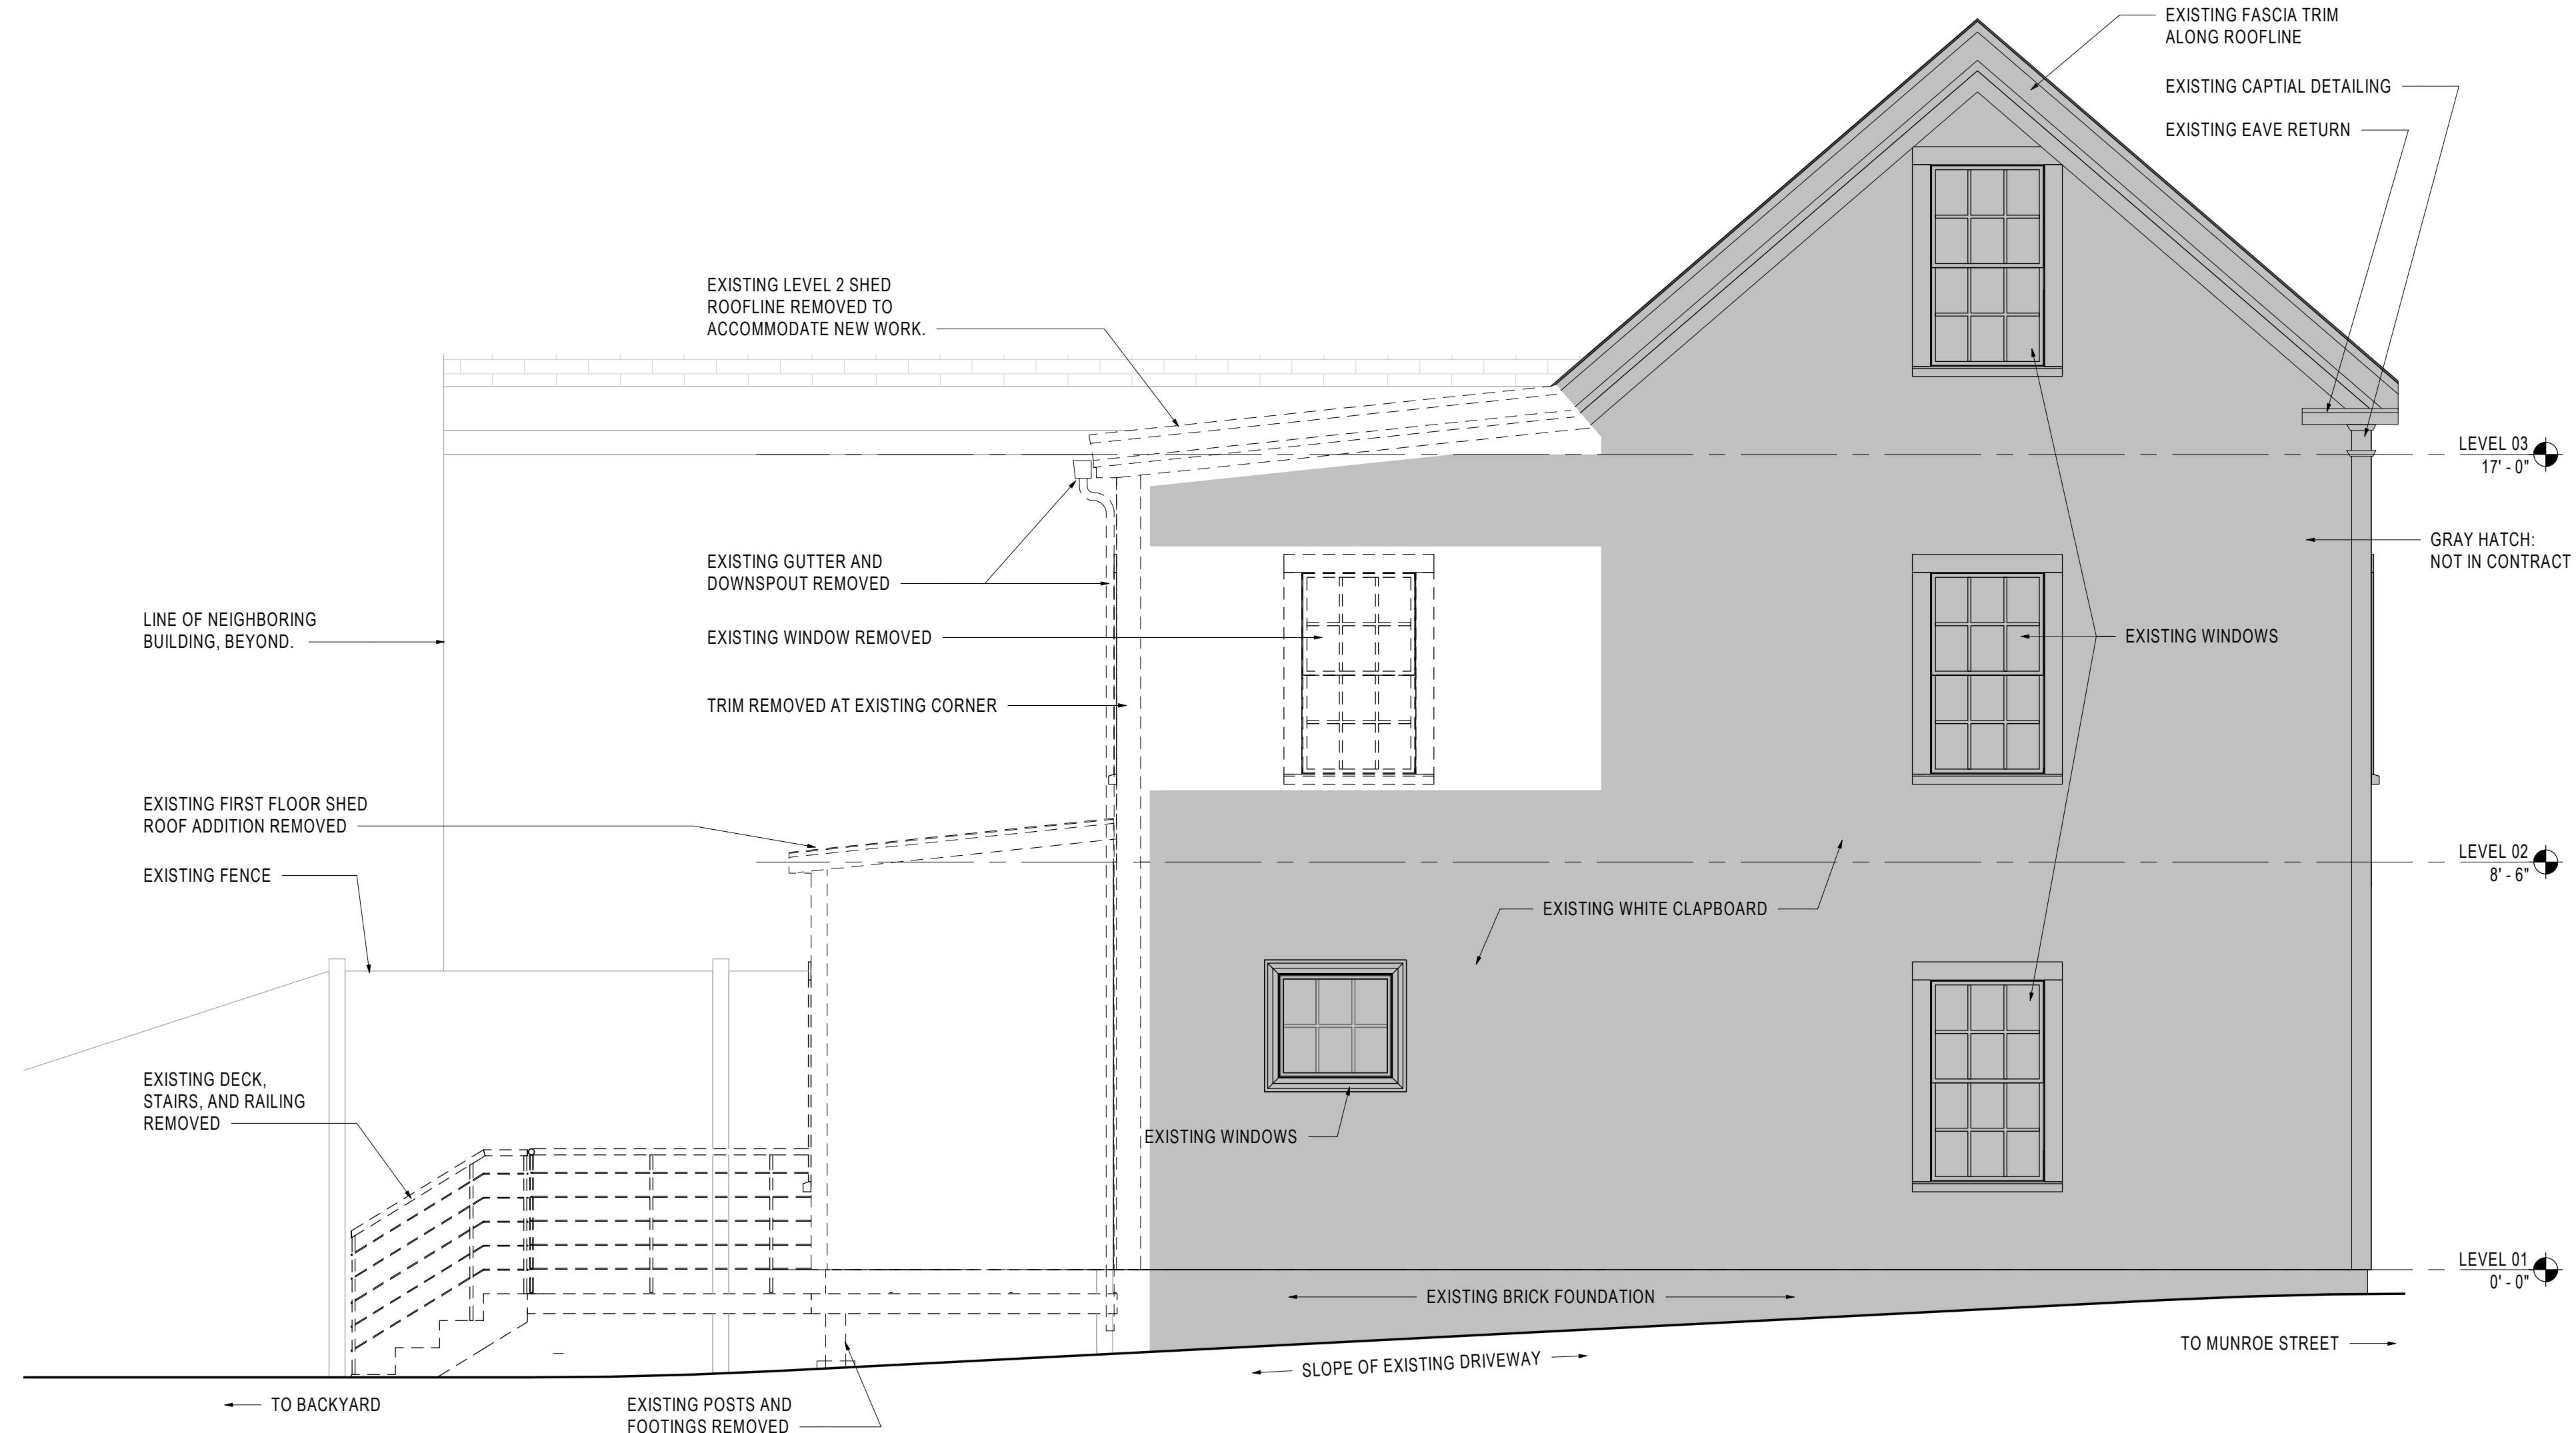 EXISTING FASCIA TRIM
ALONG ROOFLINE
EXISTING CAPTIAL DETAILING
EXISTING EAVE RETURN
EXISTING LEVEL 2 SHED
ROOFLINE REMOVED TO
ACCOMMODATE NEW WORK.
LEVEL 03
17' - 0"
GRAY HATCH:
NOT IN CONTRACT
EXISTING GUTTER AND
DOWNSPOUT REMOVED
LINE OF NEIGHBORING
BUILDING, BEYOND.
EXISTING WINDOW REMOVED
EXISTING WINDOWS
TRIM REMOVED AT EXISTING CORNER
EXISTING FIRST FLOOR SHED
ROOF ADDITION REMOVED
LEVEL 02
8' - 6"
EXISTING FENCE
EXISTING WHITE CLAPBOARD
EXISTING DECK,
STAIRS, AND RAILING
REMOVED
EXISTING WINDOWS
LEVEL 01
0' - 0"
EXISTING BRICK FOUNDATION
TO MUNROE STREET
SLOPE OF EXISTING DRIVEWAY
TO BACKYARD
EXISTING POSTS AND
FOOTINGS REMOVED